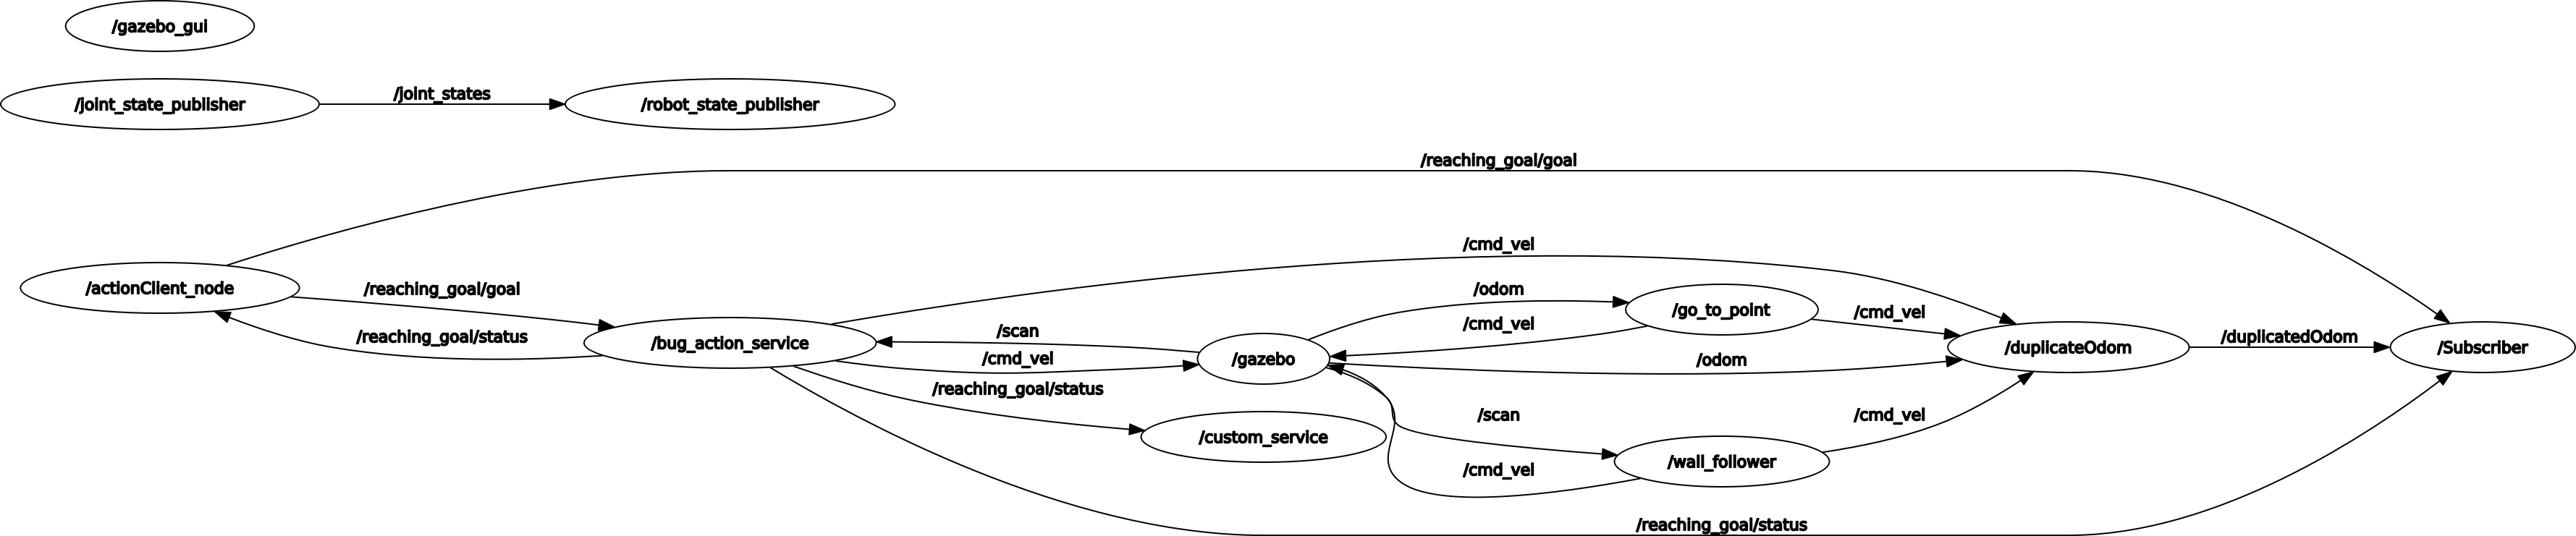 /gazebo_gui
/joint_state_publisher
/joint_states
/robot_state_publisher
/reaching_goal/goal
/cmd_vel
/actionClient_node
/reaching_goal/goal
/reaching_goal/status
/bug_action_service
/scan
/cmd_vel
/reaching_goal/status
/gazebo
/custom_service
/odom
/cmd_vel
/go_to_point
/cmd_vel
/odom
/scan
/cmd_vel
/wall_follower
/cmd_vel
/duplicateOdom
/duplicatedOdom
/Subscriber
/reaching_goal/status